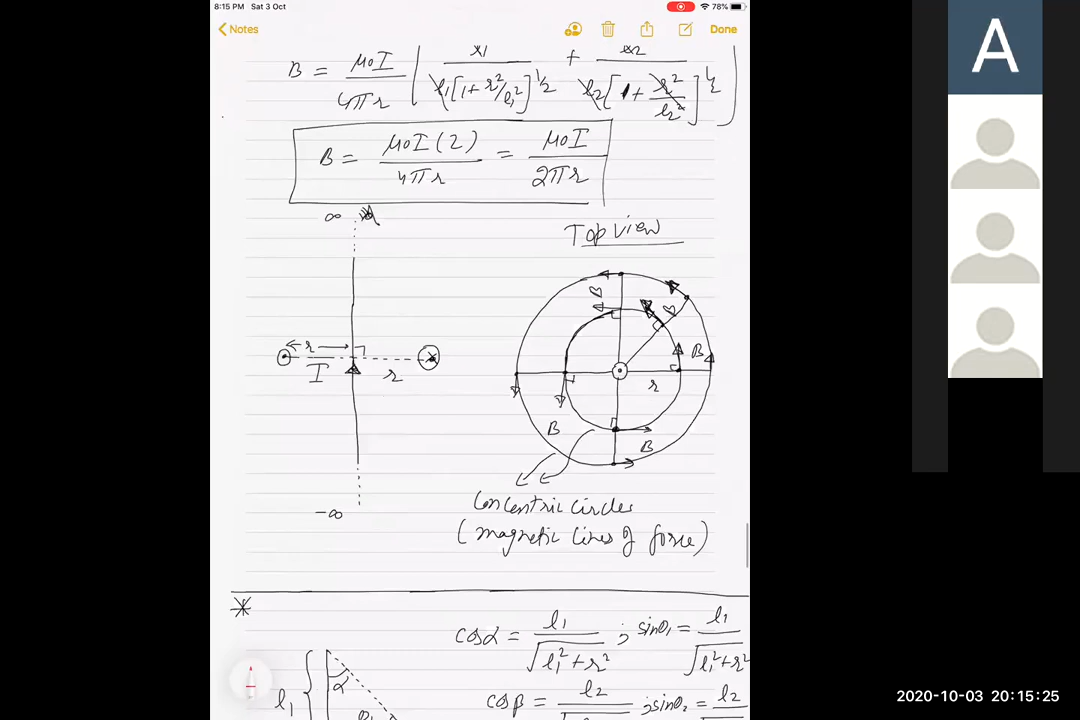 8:15 PM Sat 3 Oct
78%
Notes
Done
B = μ0I / 4πr [ x1 / l1[1+r²/l1²]^1/2 + x2 / l2[1+r²/l2²]^1/2 ]
B = μ0I(2) / 4πr = μ0I / 2πr
∞
Top view
B
B
r
B
I
r
r
B
B
-∞
Concentric circles
(magnetic lines of force)
*
cosα = l1 / √l1²+r² ; sinθ1 = l1 / √l1²+r²
l1
α
cosβ = l2 ; sinθ2 = l2
A
2020-10-03 20:15:25